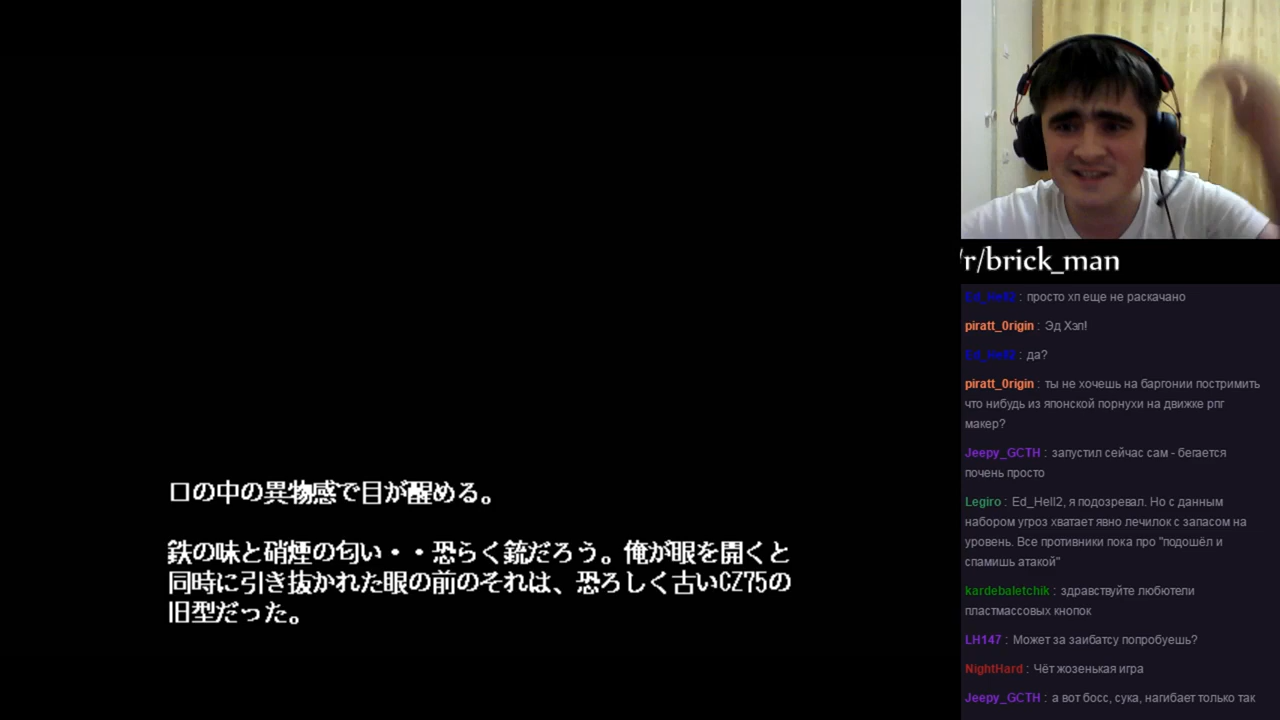 口の中の異物感で目が醒める。
鉄の味と硝煙の匂い・・恐らく銃だろう。俺が眼を開くと
同時に引き抜かれた眼の前のそれは、恐ろしく古いCZ75の
旧型だった。
/r/brick_man
Ed_Hell2 : просто хп еще не раскачано
piratt_0rigin : Эд Хэп!
Ed_Hell2 : да?
piratt_0rigin : ты не хочешь на баргонии постримить
что нибудь из японской порнухи на движке рпг
макер?
Jeepy_GCTH : запустил сейчас сам - бегается
почень просто
Legiro : Ed_Hell2, я подозревал. Но с данным
набором угроз хватает явно лечилок с запасом на
уровень. Все противники пока про "подошёл и
спамишь атакой"
kardebaletchik : здравствуйте любютели
пластмассовых кнопок
LH147 : Может за заибатсу попробуешь?
NightHard : Чёт жозенькая игра
Jeepy_GCTH : а вот босс, сука, нагибает только так